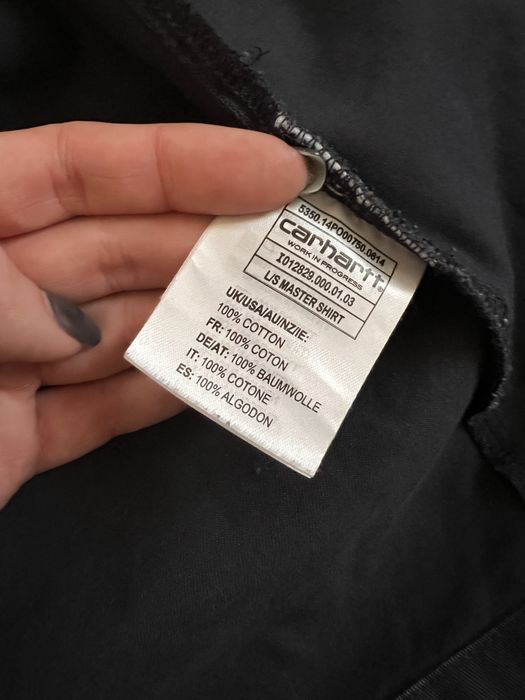 5350.14PO00750.0614
carhartt
WORK IN PROGRESS
I012829.000.01.03
L/S MASTER SHIRT
UK/USA/AU/NZ/IE:
100% COTTON
FR: 100% COTON
DE/AT: 100% BAUMWOLLE
IT: 100% COTONE
ES: 100% ALGODON